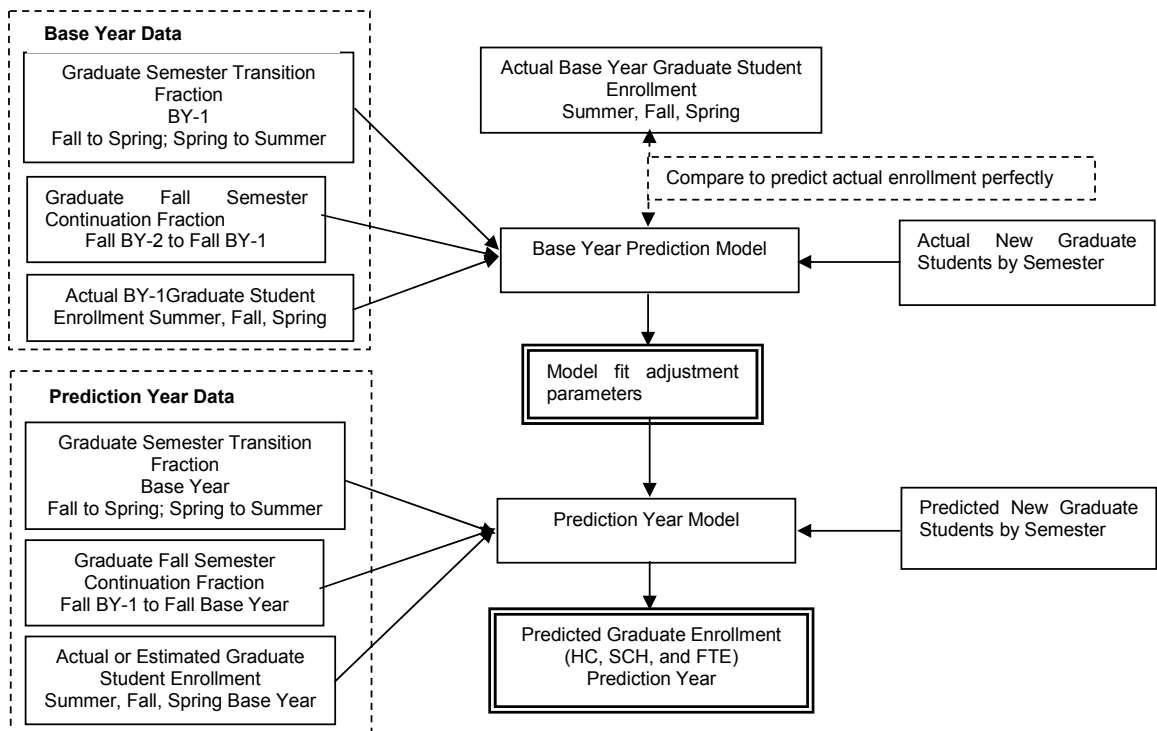 Base Year Data
Graduate Semester Transition
Fraction
BY-1
Fall to Spring; Spring to Summer
Graduate Fall Semester
Continuation Fraction
Fall BY-2 to Fall BY-1
Actual BY-1Graduate Student
Enrollment Summer, Fall, Spring
Actual Base Year Graduate Student
Enrollment
Summer, Fall, Spring
Compare to predict actual enrollment perfectly
Base Year Prediction Model
Actual New Graduate
Students by Semester
Model fit adjustment
parameters
Prediction Year Data
Graduate Semester Transition
Fraction
Base Year
Fall to Spring; Spring to Summer
Graduate Fall Semester
Continuation Fraction
Fall BY-1 to Fall Base Year
Actual or Estimated Graduate
Student Enrollment
Summer, Fall, Spring Base Year
Prediction Year Model
Predicted New Graduate
Students by Semester
Predicted Graduate Enrollment
(HC, SCH, and FTE)
Prediction Year